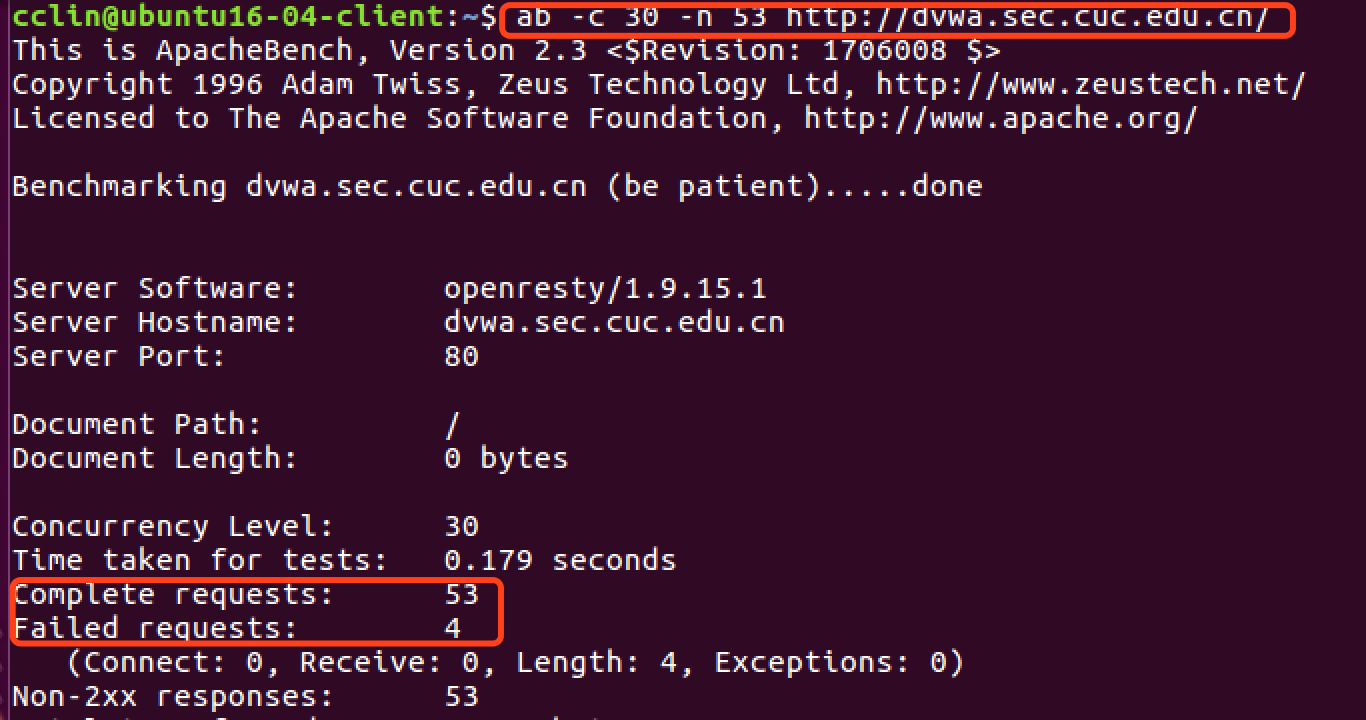 cclin@ubuntu16-04-client:~$ ab -c 30 -n 53 http://dvwa.sec.cuc.edu.cn/
This is ApacheBench, Version 2.3 <$Revision: 1706008 $>
Copyright 1996 Adam Twiss, Zeus Technology Ltd, http://www.zeustech.net/
Licensed to The Apache Software Foundation, http://www.apache.org/
Benchmarking dvwa.sec.cuc.edu.cn (be patient).....done
Server Software: openresty/1.9.15.1
Server Hostname: dvwa.sec.cuc.edu.cn
Server Port: 80
Document Path: /
Document Length: 0 bytes
Concurrency Level: 30
Time taken for tests: 0.179 seconds
Complete requests: 53
Failed requests: 4
(Connect: 0, Receive: 0, Length: 4, Exceptions: 0)
Non-2xx responses: 53